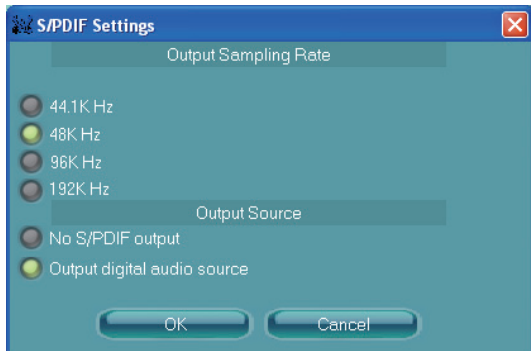 S/PDIF Settings
Output Sampling Rate
44.1K Hz
48K Hz
96K Hz
192K Hz
Output Source
No S/PDIF output
Output digital audio source
OK
Cancel